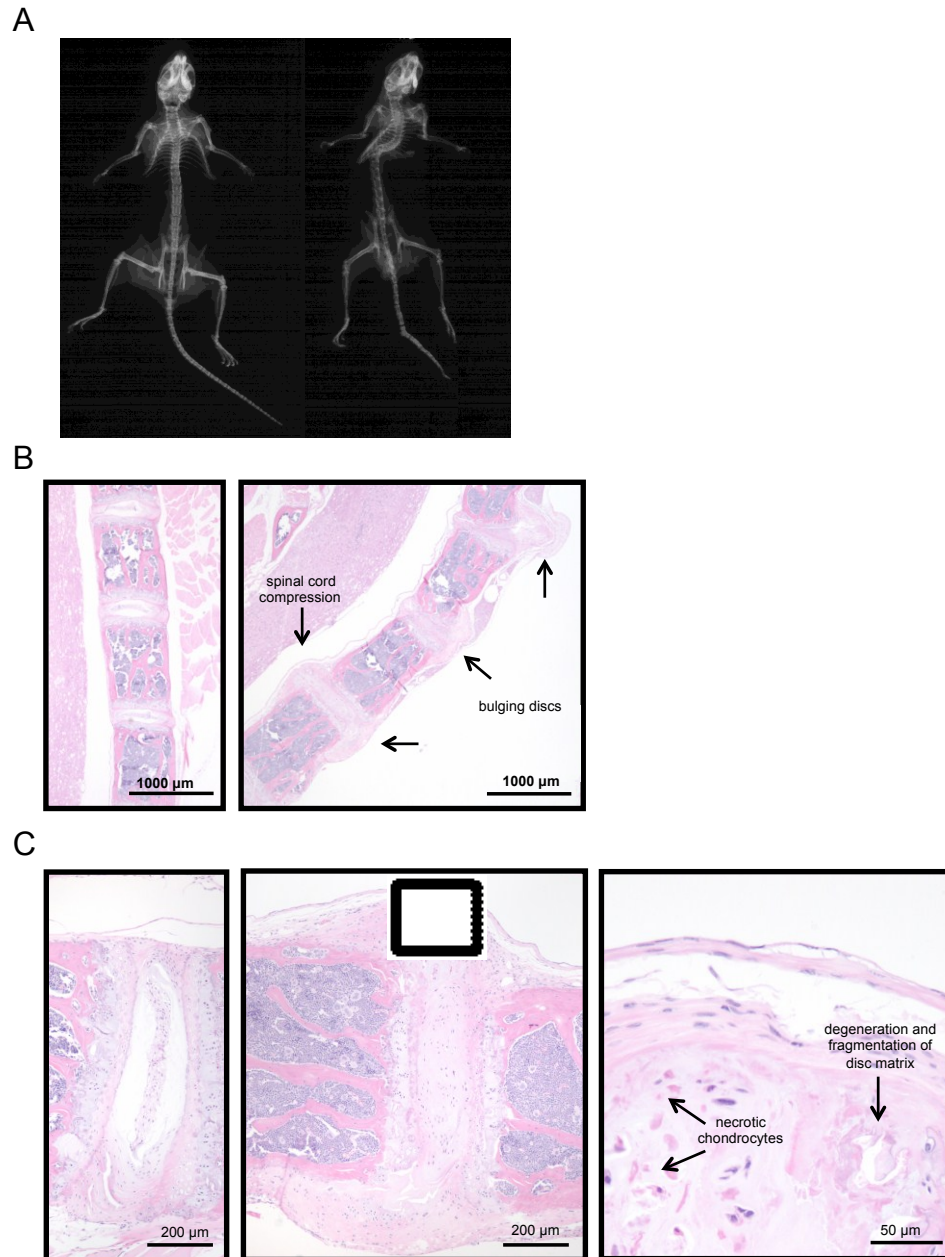 A
B
spinal cord
compression
bulging discs
1000 µm
1000 µm
C
degeneration and
fragmentation of
disc matrix
necrotic
chondrocytes
200 µm
200 µm
50 µm